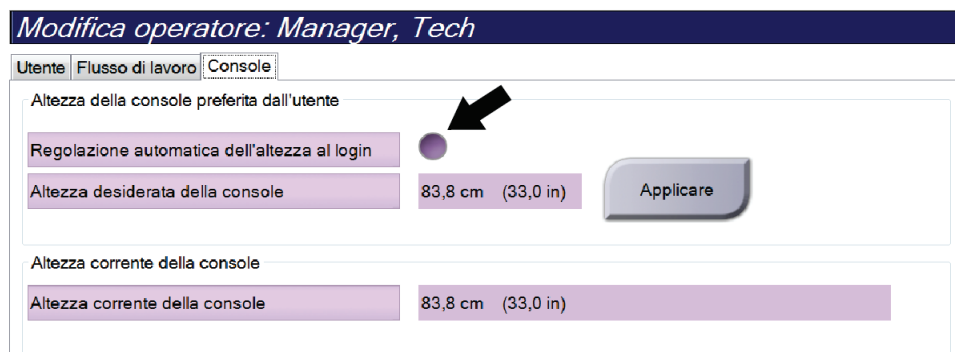 Modifica operatore: Manager, Tech
Utente Flusso di lavoro Console
Altezza della console preferita dall'utente
Regolazione automatica dell'altezza al login
Altezza desiderata della console 83,8 cm (33,0 in) Applicare
Altezza corrente della console
Altezza corrente della console 83,8 cm (33,0 in)